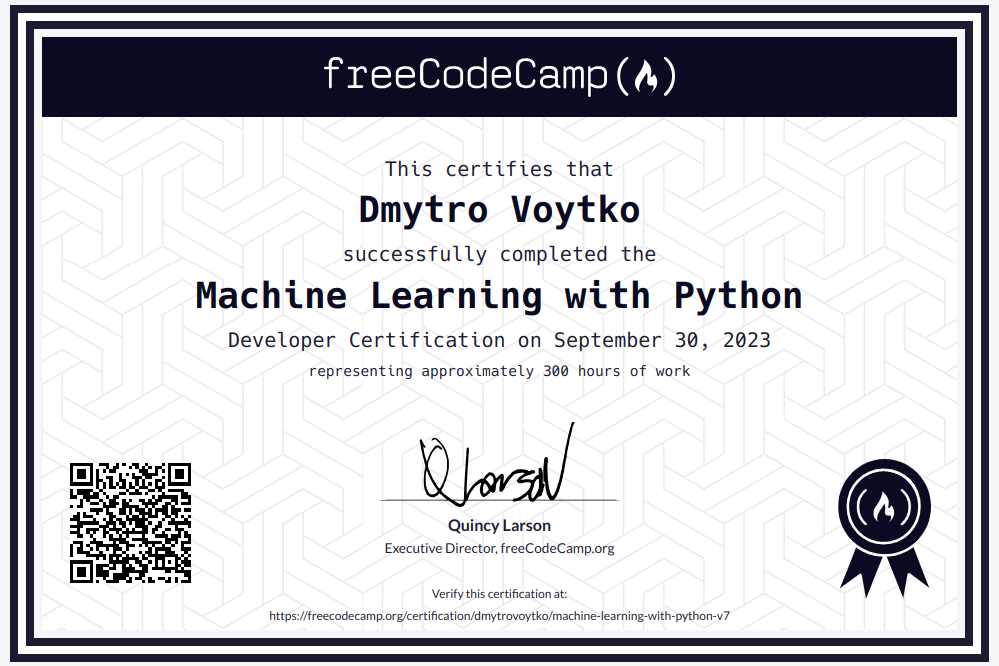 freeCodeCamp
This certifies that
Dmytro Voytko
successfully completed the
Machine Learning with Python
Developer Certification on September 30, 2023
representing approximately 300 hours of work
Quincy Larson
Executive Director, freeCodeCamp.org
Verify this certification at:
https://freecodecamp.org/certification/dmytrovoytko/machine-learning-with-python-v7